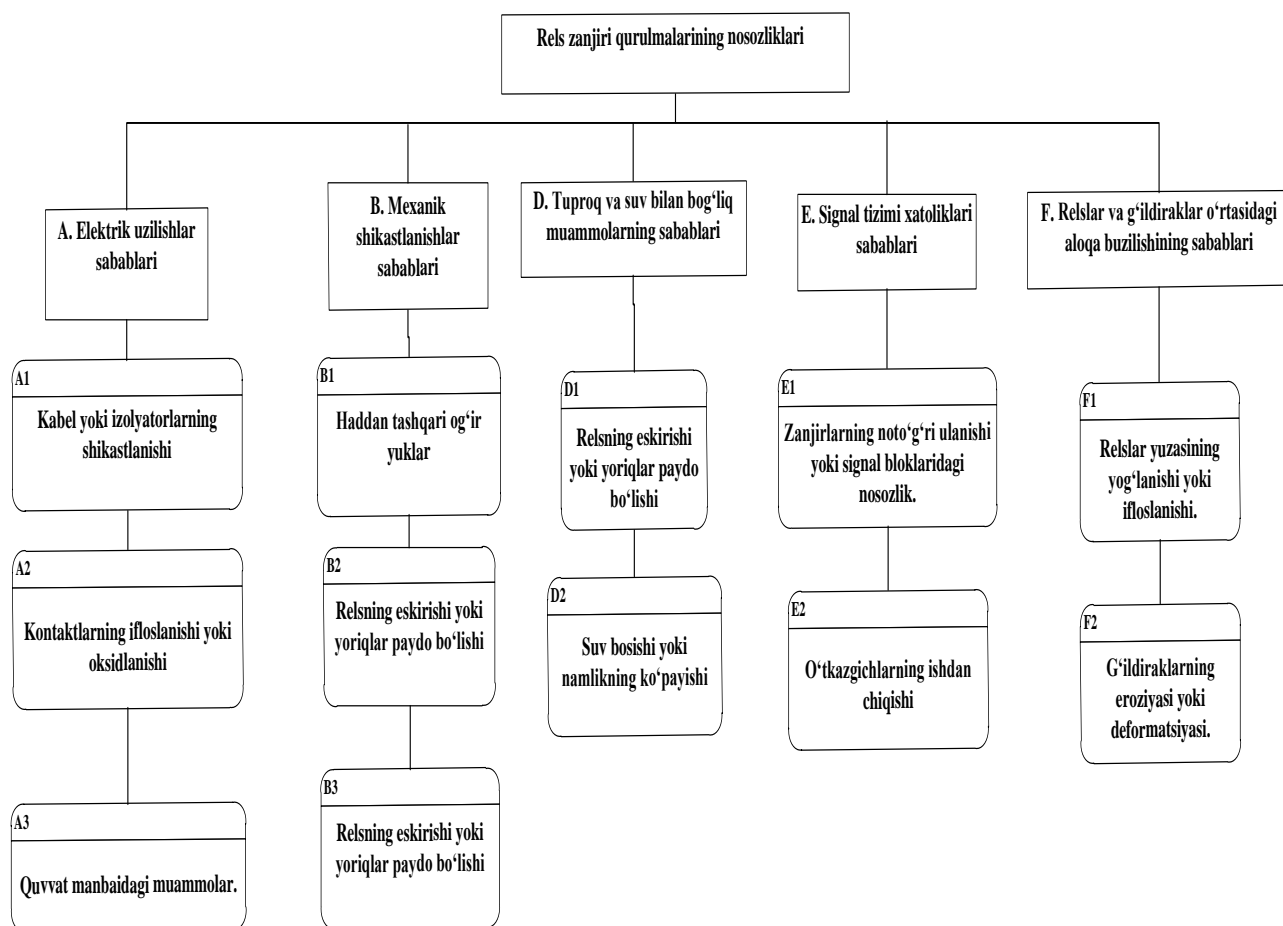 Rels zanjiri qurulmalarining nosozliklari
A. Elektrik uzilishlar
sabablari
B. Mexanik
shikastlanishlar
sabablari
D. Tuproq va suv bilan bog‘liq
muammolarning sabablari
E. Signal tizimi xatoliklari
sabablari
F. Relslar va g‘ildiraklar o‘rtasidagi
aloqa buzilishining sabablari
A1
Kabel yoki izolyatorlarning
shikastlanishi
A2
Kontaktlarning ifloslanishi yoki
oksidlanishi
A3
Quvvat manbaidagi muammolar.
B1
Haddan tashqari og‘ir
yuklar
B2
Relsning eskirishi yoki
yoriqlar paydo bo‘lishi
B3
Relsning eskirishi yoki
yoriqlar paydo bo‘lishi
D1
Relsning eskirishi
yoki yoriqlar paydo
bo‘lishi
D2
Suv bosishi yoki
namlikning ko‘payishi
E1
Zanjirlarning noto‘g‘ri ulanishi
yoki signal bloklaridagi
nosozlik.
E2
O‘tkazgichlarning ishdan
chiqishi
F1
Relslar yuzasining
yog‘lanishi yoki
ifloslanishi.
F2
G‘ildiraklarning
eroziyasi yoki
deformatsiyasi.